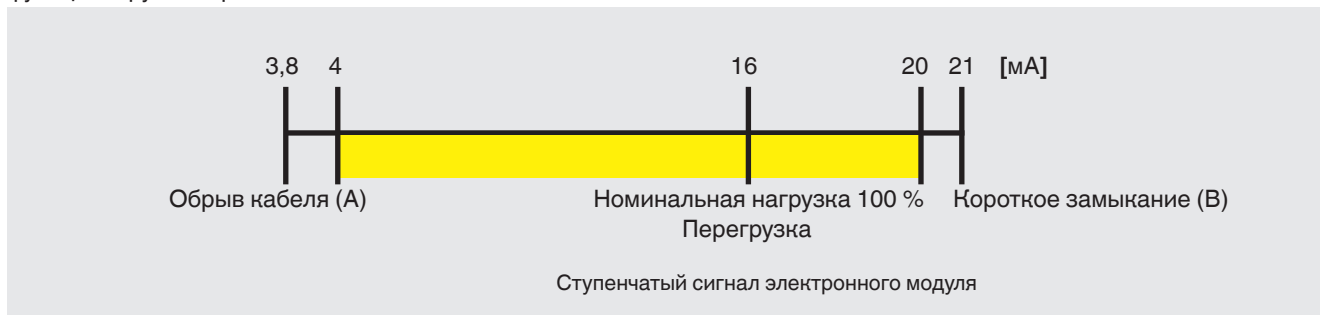 3,8 4 16 20 21 [мА]
Обрыв кабеля (А) Номинальная нагрузка 100 % Короткое замыкание (В)
Перегрузка
Ступенчатый сигнал электронного модуля